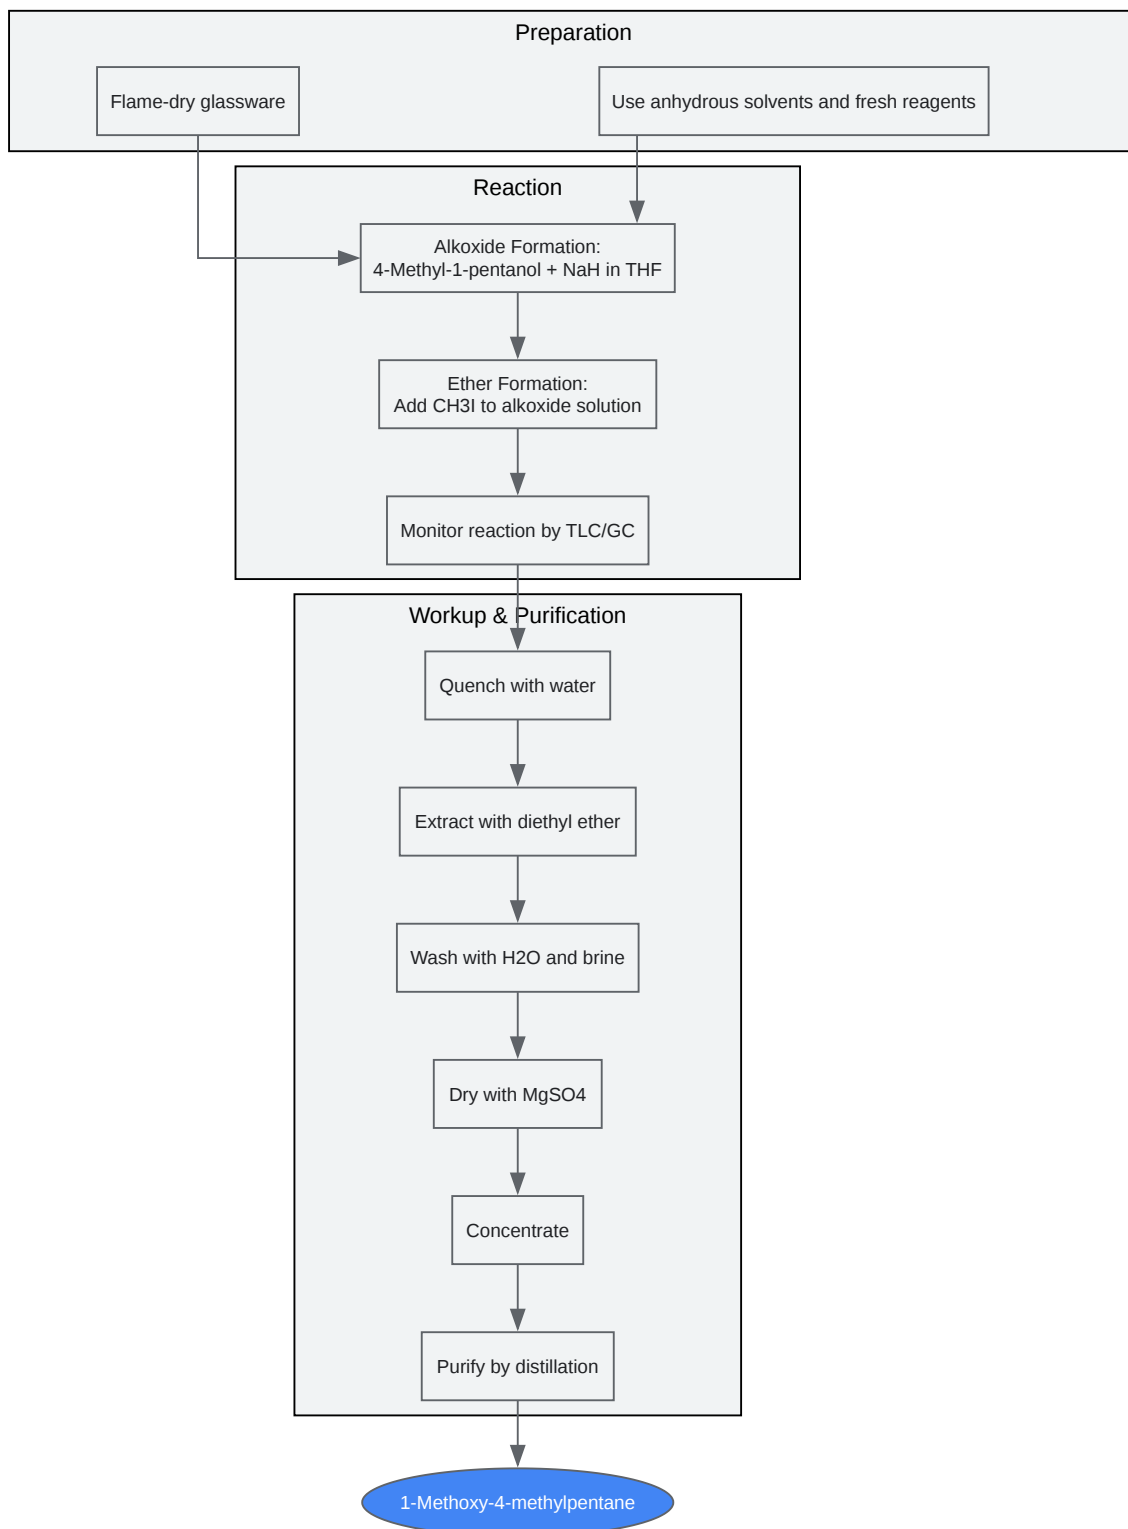 Preparation
Flame-dry glassware
Use anhydrous solvents and fresh reagents
Reaction
Alkoxide Formation:
4-Methyl-1-pentanol + NaH in THF
Ether Formation:
Add CH3I to alkoxide solution
Monitor reaction by TLC/GC
Workup & Purification
Quench with water
Extract with diethyl ether
Wash with H2O and brine
Dry with MgSO4
Concentrate
Purify by distillation
1-Methoxy-4-methylpentane